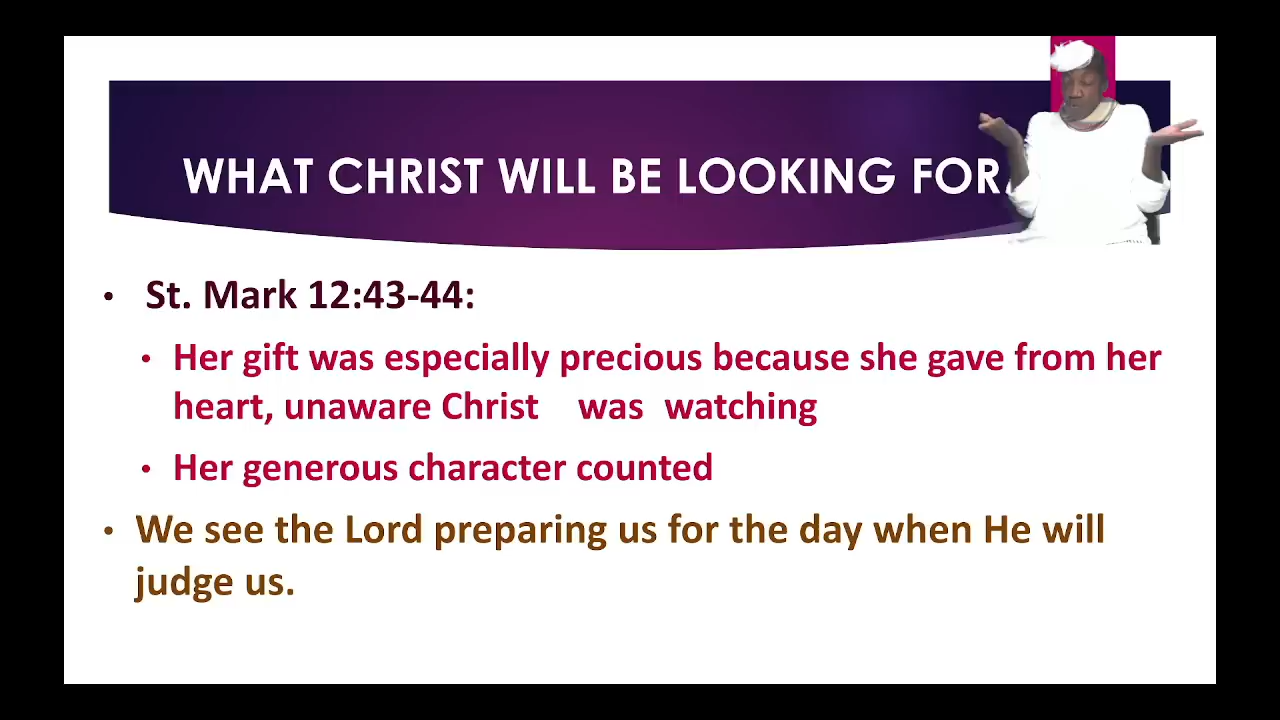 WHAT CHRIST WILL BE LOOKING FOR
• St. Mark 12:43-44:
• Her gift was especially precious because she gave from her
heart, unaware Christ was watching
• Her generous character counted
• We see the Lord preparing us for the day when He will
judge us.